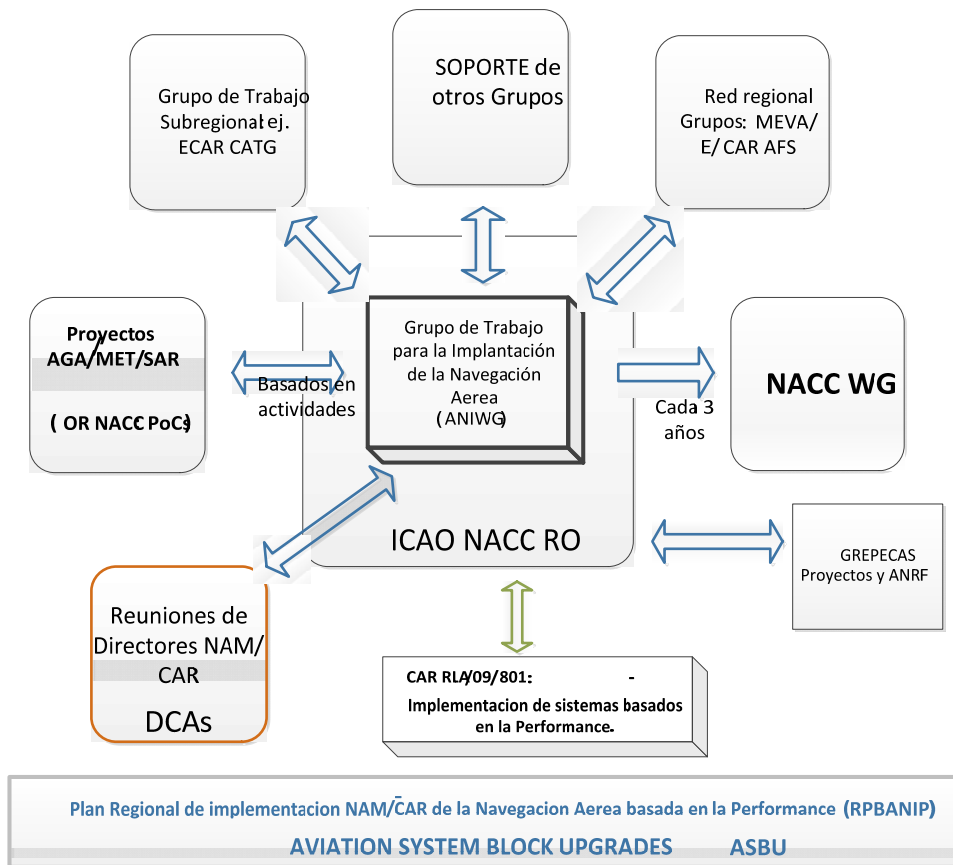 Grupo de Trabajo
Subregional: ej.
ECAR CATG
SOPORTE de
otros Grupos
Red regional
Grupos: MEVA/
E/ CAR AFS
Proyectos
AGA/MET/SAR
( OR NACC PoCs)
Basados en
actividades
Grupo de Trabajo
para la Implantación
de la Navegación
Aerea
(ANIWG)
Cada 3
años
NACC WG
ICAO NACC RO
GREPECAS
Proyectos y ANRF
Reuniones de
Directores NAM/
CAR
DCAs
CAR RLA/09/801: -
Implementacion de sistemas basados
en la Performance.
Plan Regional de implementacion NAM/CAR de la Navegacion Aerea basada en la Performance (RPBANIP)
AVIATION SYSTEM BLOCK UPGRADES ASBU